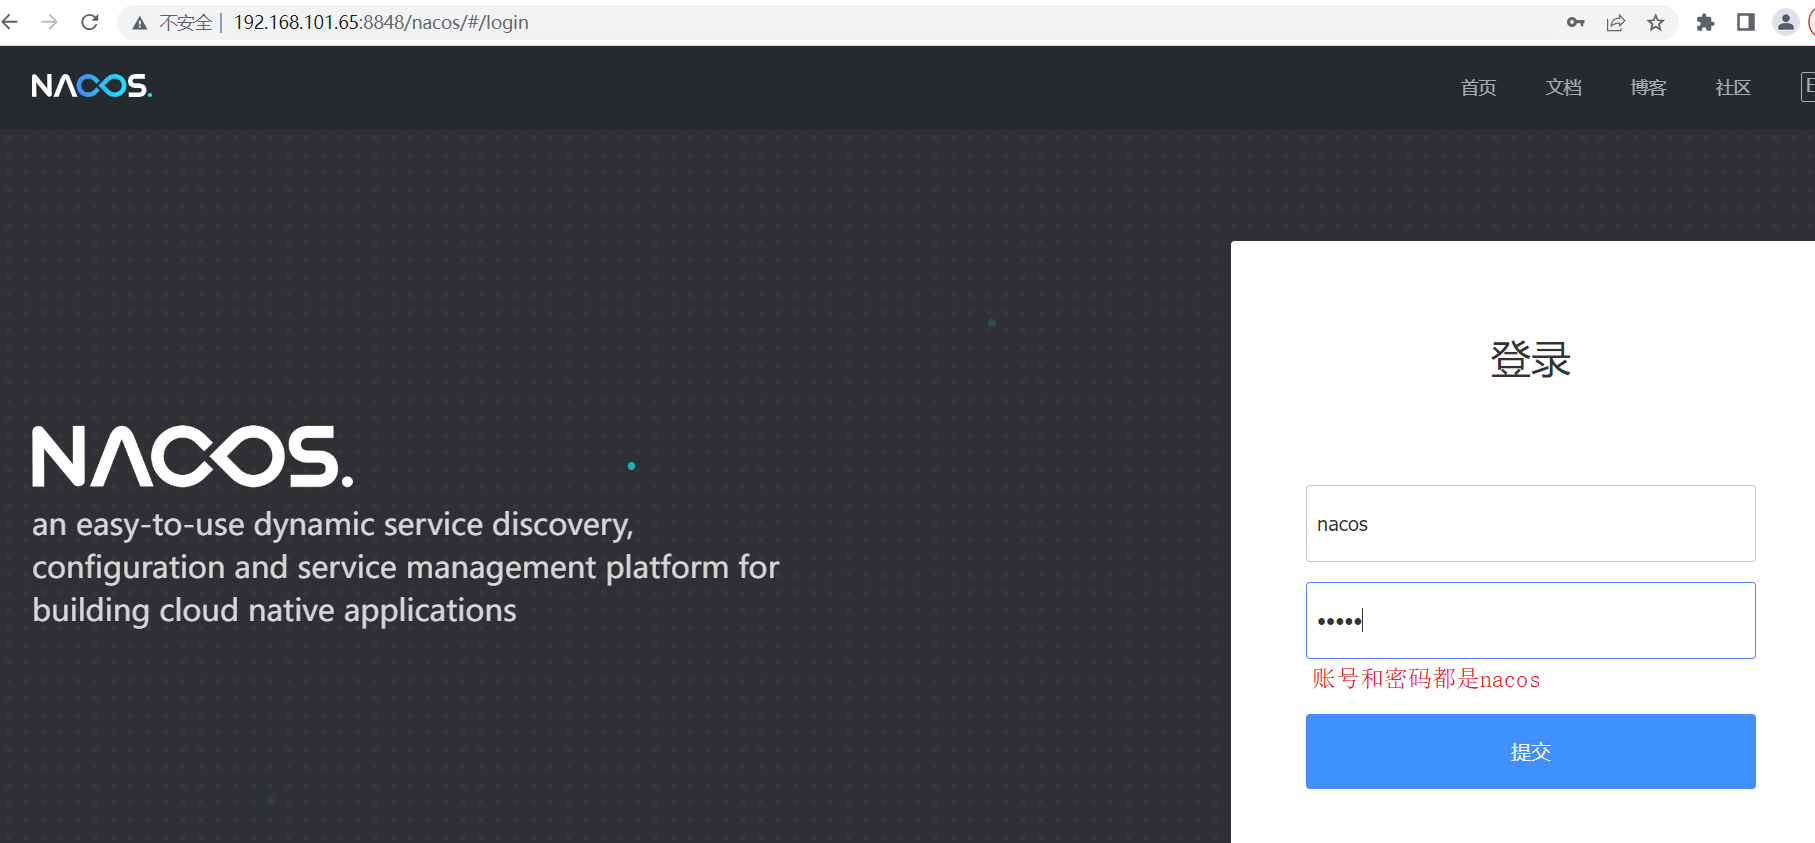 不安全 | 192.168.101.65:8848/nacos/#/login
NACOS.
首页 文档 博客 社区
登录
NACOS.
an easy-to-use dynamic service discovery,
configuration and service management platform for
building cloud native applications
nacos
•••••
账号和密码都是nacos
提交